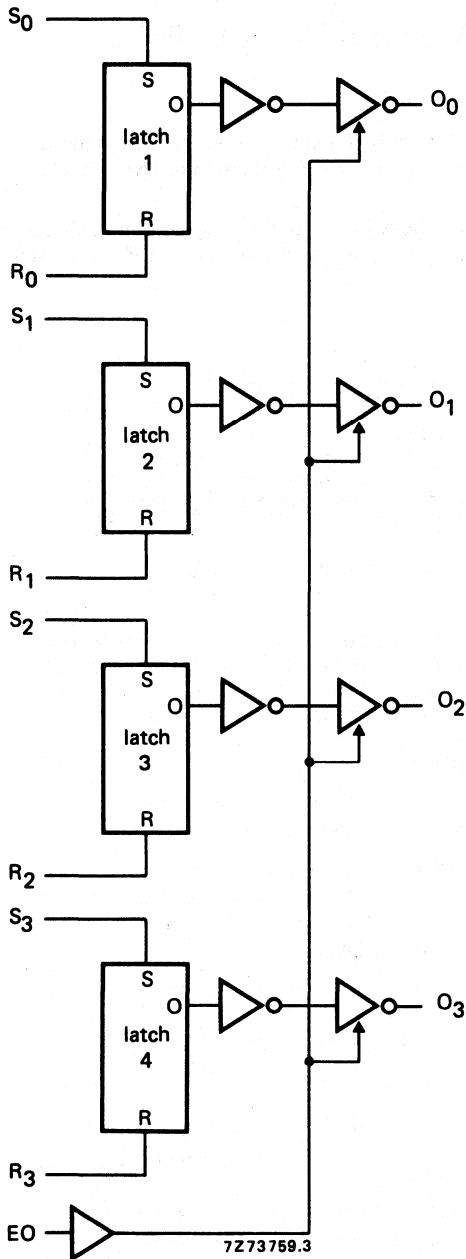 S0
S
O
O0
latch
1
R
R0
S1
S
O
O1
latch
2
R
R1
S2
S
O
O2
latch
3
R
R2
S3
S
O
O3
latch
4
R
R3
EO
7Z73759.3